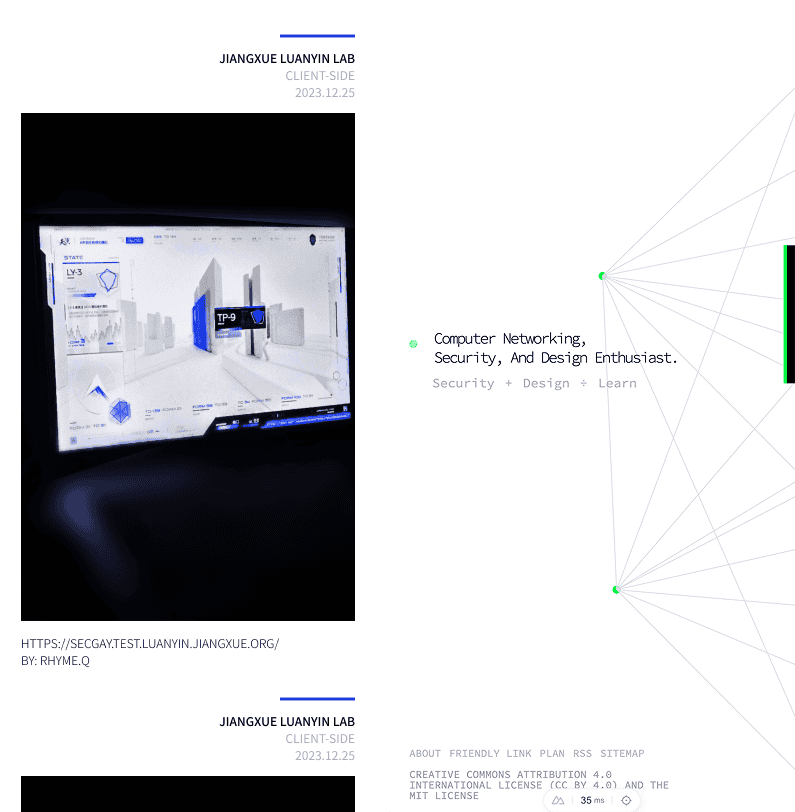 JIANGXUE LUANYIN LAB
CLIENT-SIDE
2023.12.25
STATE
LY-3
TP-9
HTTPS://SECGAY.TEST.LUANYIN.JIANGXUE.ORG/
BY: RHYME.Q
JIANGXUE LUANYIN LAB
CLIENT-SIDE
2023.12.25
Computer Networking,
Security, And Design Enthusiast.
Security + Design ÷ Learn
ABOUT FRIENDLY LINK PLAN RSS SITEMAP
CREATIVE COMMONS ATTRIBUTION 4.0
INTERNATIONAL LICENSE (CC BY 4.0) AND THE
MIT LICENSE
35 ms